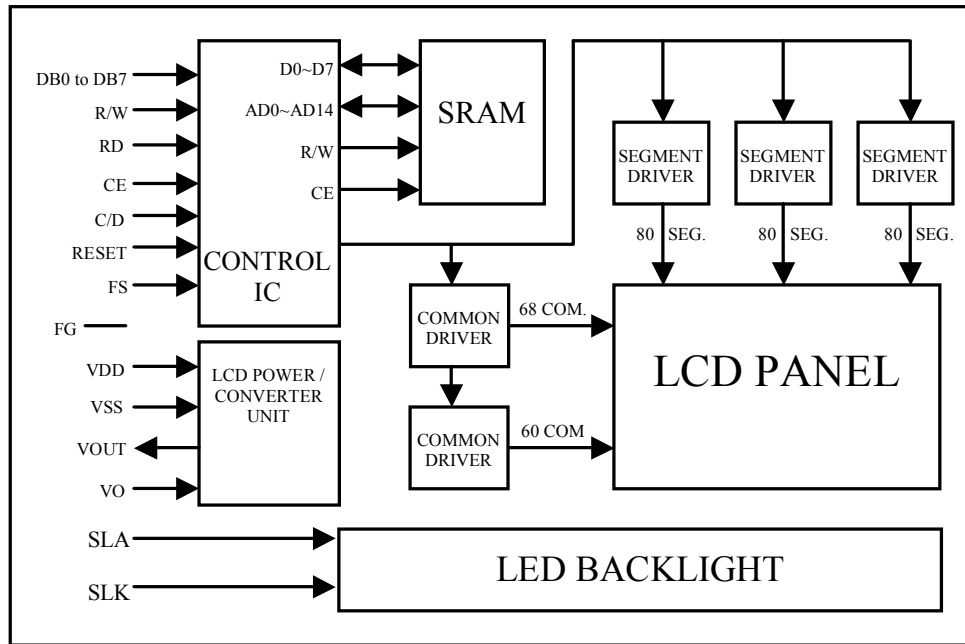 DB0 to DB7
R/W
RD
CE
C/D
RESET
FS
FG
VDD
VSS
VOUT
VO
SLA
SLK
D0~D7
AD0~AD14
R/W
CE
CONTROL
IC
SRAM
SEGMENT
DRIVER
SEGMENT
DRIVER
SEGMENT
DRIVER
80 SEG.
80 SEG.
80 SEG.
COMMON
DRIVER
68 COM.
COMMON
DRIVER
60 COM
LCD PANEL
LCD POWER /
CONVERTER
UNIT
LED BACKLIGHT